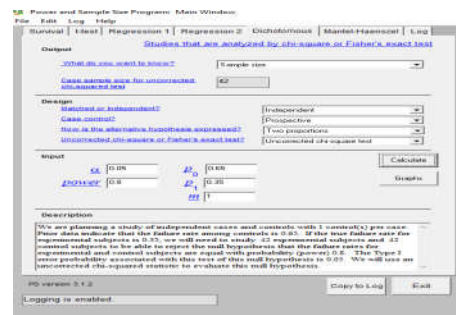 Power and Sample Size Program: Main Window
File Edit Log Help
Survival t-test Regression 1 Regression 2 Dichotomous Mantel-Haenszel Log
Studies that are analyzed by chi-square or Fisher's exact test
Output
What do you want to know? Sample size
Case sample size for uncorrected chi-squared test 42
Design
Matched or Independent? Independent
Case control? Prospective
How is the alternative hypothesis expressed? Two proportions
Uncorrected chi-square or Fisher's exact test? Uncorrected chi-square test
Input
Calculate
α 0.05 p0 0.65
Graphs
power 0.8 p1 0.35
m 1
Description
We are planning a study of independent cases and controls with 1 control(s) per case.
Prior data indicate that the failure rate among controls is 0.65. If the true failure rate for
experimental subjects is 0.35, we will need to study 42 experimental subjects and 42
control subjects to be able to reject the null hypothesis that the failure rates for
experimental and control subjects are equal with probability (power) 0.8. The Type I
error probability associated with this test of this null hypothesis is 0.05. We will use an
uncorrected chi-squared statistic to evaluate this null hypothesis.
PS version 3.1.2
Copy to Log Exit
Logging is enabled.